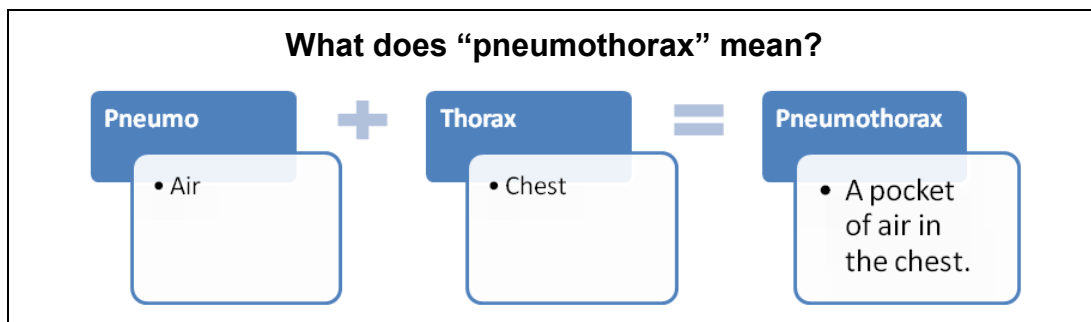 What does “pneumothorax” mean?
Pneumo
• Air
Thorax
• Chest
Pneumothorax
• A pocket
of air in
the chest.